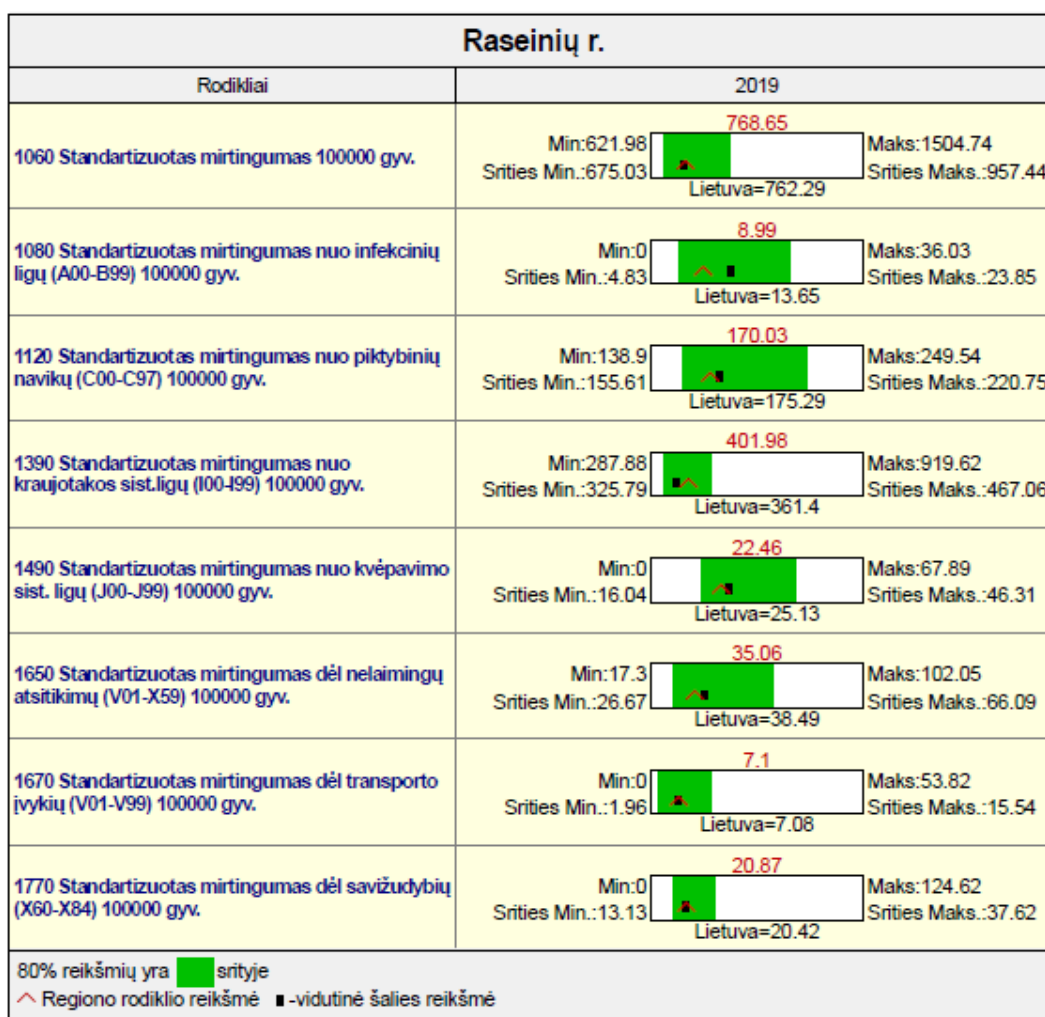 Raseinių r.
Rodikliai
2019
1060 Standartizuotas mirtingumas 100000 gyv.
768.65
Min:621.98
Maks:1504.74
Srities Min.:675.03
Srities Maks.:957.44
Lietuva=762.29
1080 Standartizuotas mirtingumas nuo infekcinių
ligų (A00-B99) 100000 gyv.
8.99
Min:0
Maks:36.03
Srities Min.:4.83
Srities Maks.:23.85
Lietuva=13.65
1120 Standartizuotas mirtingumas nuo piktybinių
navikų (C00-C97) 100000 gyv.
170.03
Min:138.9
Maks:249.54
Srities Min.:155.61
Srities Maks.:220.75
Lietuva=175.29
1390 Standartizuotas mirtingumas nuo
kraujotakos sist.ligų (I00-I99) 100000 gyv.
401.98
Min:287.88
Maks:919.62
Srities Min.:325.79
Srities Maks.:467.06
Lietuva=361.4
1490 Standartizuotas mirtingumas nuo kvėpavimo
sist. ligų (J00-J99) 100000 gyv.
22.46
Min:0
Maks:67.89
Srities Min.:16.04
Srities Maks.:46.31
Lietuva=25.13
1650 Standartizuotas mirtingumas dėl nelaimingų
atsitikimų (V01-X59) 100000 gyv.
35.06
Min:17.3
Maks:102.05
Srities Min.:26.67
Srities Maks.:66.09
Lietuva=38.49
1670 Standartizuotas mirtingumas dėl transporto
įvykių (V01-V99) 100000 gyv.
7.1
Min:0
Maks:53.82
Srities Min.:1.96
Srities Maks.:15.54
Lietuva=7.08
1770 Standartizuotas mirtingumas dėl savižudybių
(X60-X84) 100000 gyv.
20.87
Min:0
Maks:124.62
Srities Min.:13.13
Srities Maks.:37.62
Lietuva=20.42
80% reikšmių yra srityje
Regiono rodiklio reikšmė -vidutinė šalies reikšmė